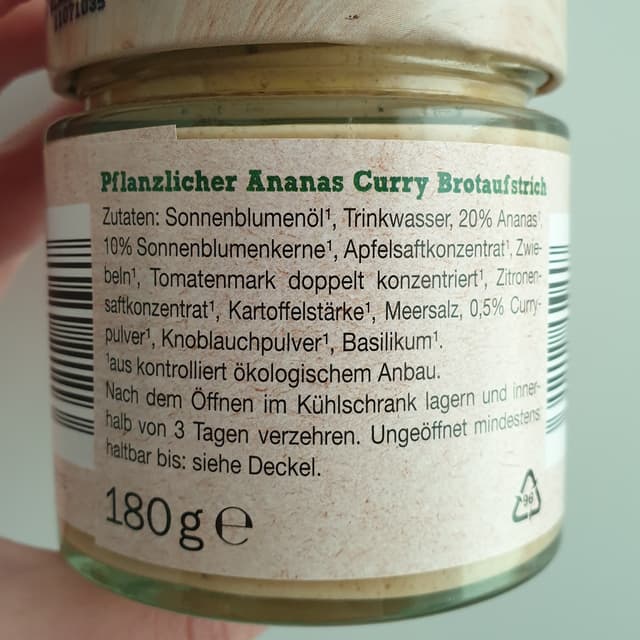 Pflanzlicher Ananas Curry Brotaufstrich
Zutaten: Sonnenblumenöl¹, Trinkwasser, 20% Ananas¹,
10% Sonnenblumenkerne¹, Apfelsaftkonzentrat¹, Zwie-
beln¹, Tomatenmark doppelt konzentriert¹, Zitronen-
saftkonzentrat¹, Kartoffelstärke¹, Meersalz, 0,5% Curry-
pulver¹, Knoblauchpulver¹, Basilikum¹.
¹aus kontrolliert ökologischem Anbau.
Nach dem Öffnen im Kühlschrank lagern und inner-
halb von 3 Tagen verzehren. Ungeöffnet mindestens
haltbar bis: siehe Deckel.
180 g ℮